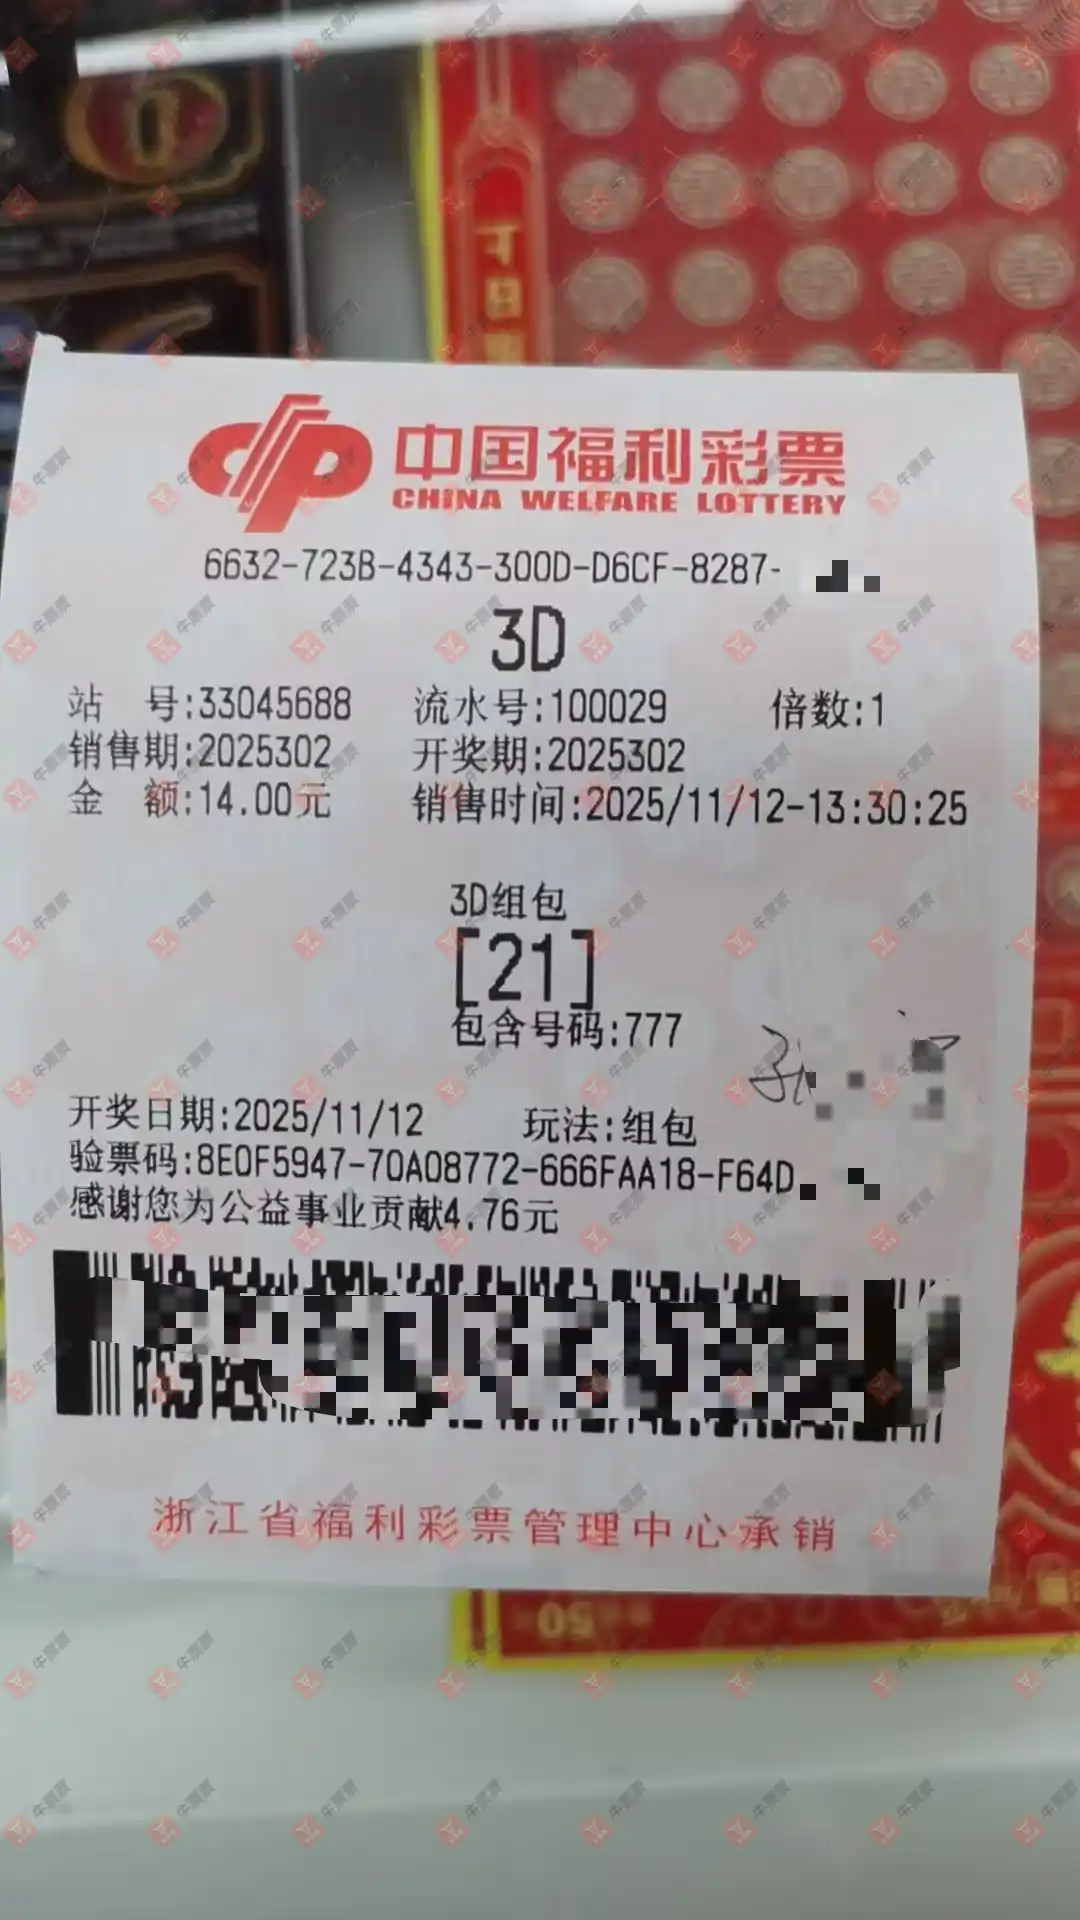 中国福利彩票
CHINA WELFARE LOTTERY
6632-723B-4343-300D-D6CF-8287-
3D
站 号:33045688 流水号:100029 倍数:1
销售期:2025302 开奖期:2025302
金 额:14.00元 销售时间:2025/11/12-13:30:25
3D组包
[21]
包含号码:777
开奖日期:2025/11/12 玩法:组包
验票码:8E0F5947-70A08772-666FAA18-F64D
感谢您为公益事业贡献4.76元
浙江省福利彩票管理中心承销
50
牛票票